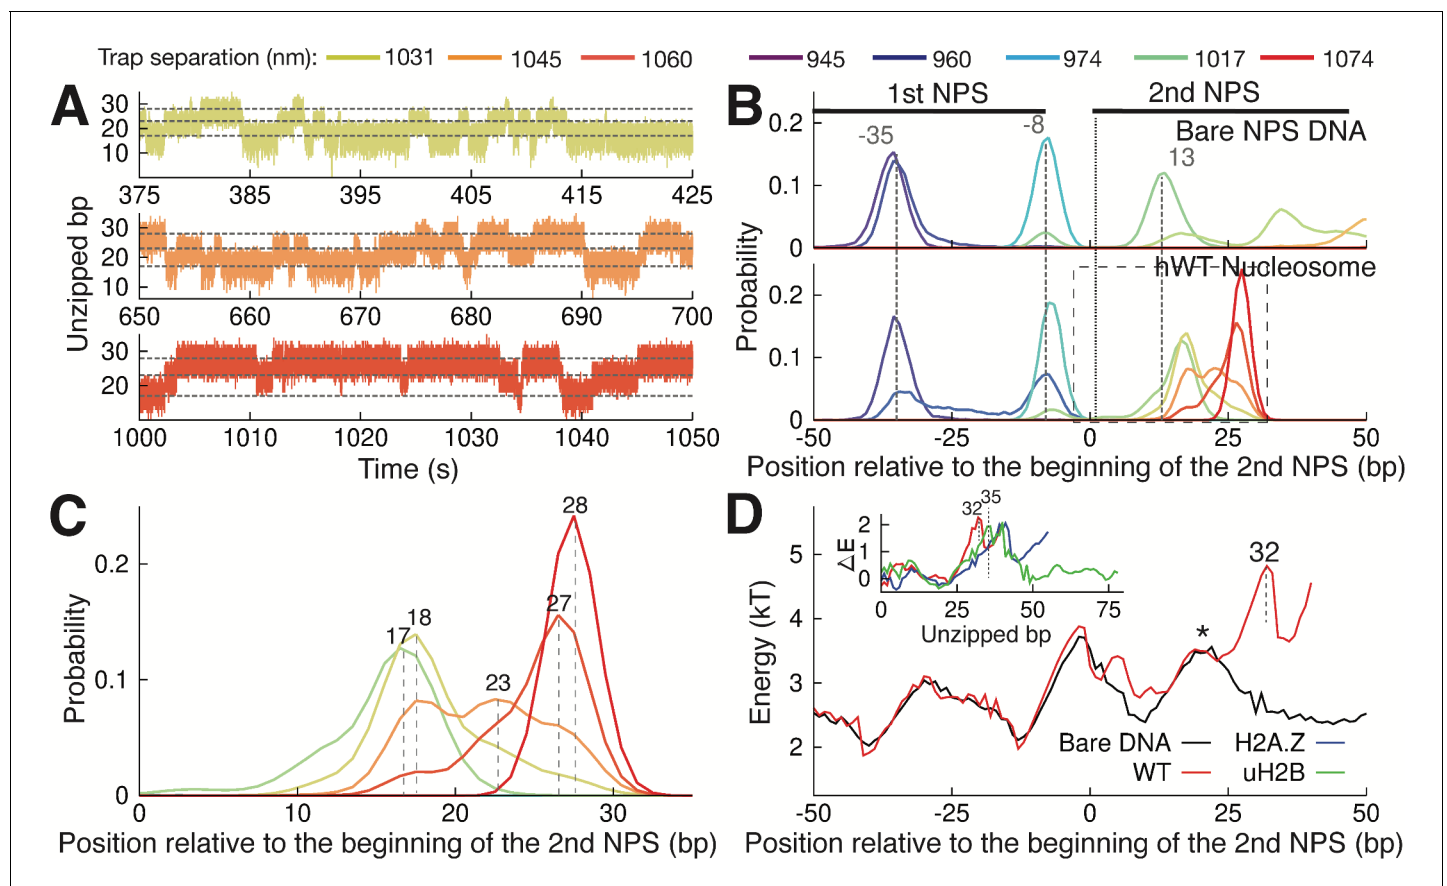 Trap separation (nm): 1031 1045 1060 945 960 974 1017 1074
A
30
20
10
375 385 395 405 415 425
30
20
10
650 660 670 680 690 700
30
20
1000 1010 1020 1030 1040 1050
Unzipped bp
Time (s)
B
1st NPS 2nd NPS
-35 -8 13
Bare NPS DNA
0.2
0.1
0
hWT Nucleosome
0.2
0.1
0
-50 -25 0 25 50
Probability
Position relative to the beginning of the 2nd NPS (bp)
C
28
27
23
18
17
0.2
0.1
0
0 10 20 30
Probability
Position relative to the beginning of the 2nd NPS (bp)
D
5
4
3
2
Energy (kT)
ΔE
2
1
0
32 35
0 25 50 75
Unzipped bp
32
*
Bare DNA H2A.Z
WT uH2B
-50 -25 0 25 50
Position relative to the beginning of the 2nd NPS (bp)